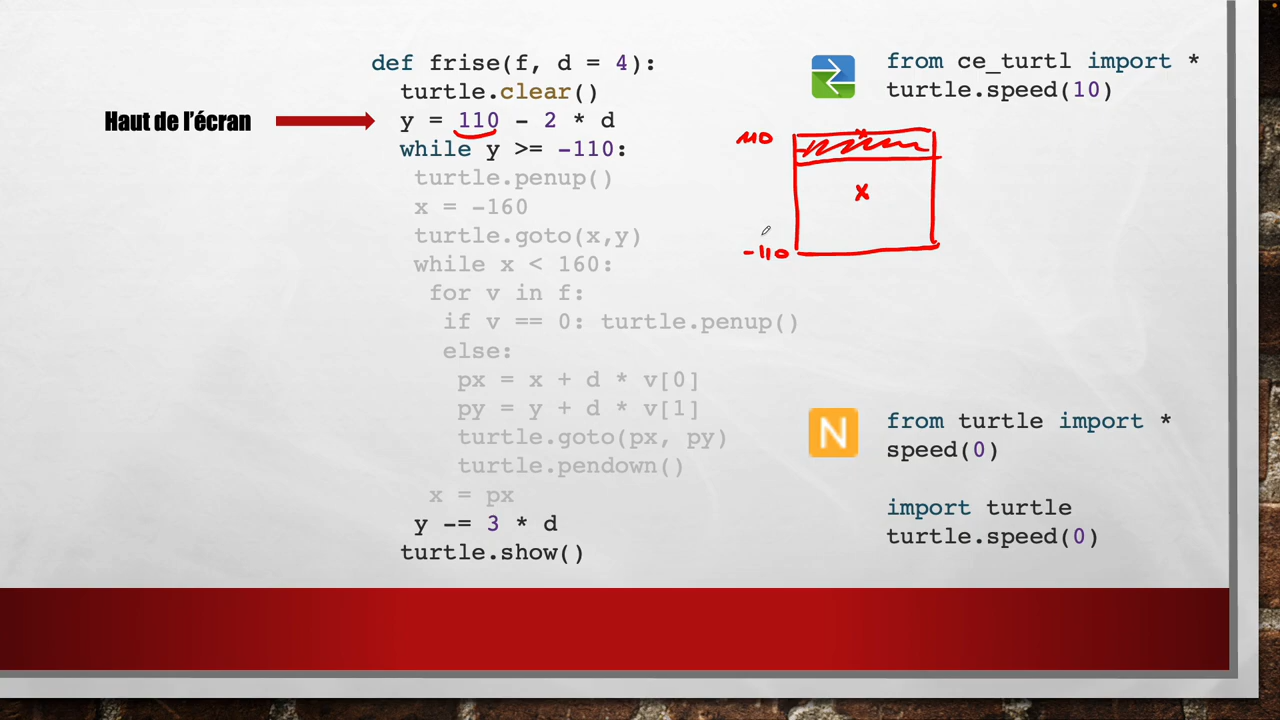 Haut de l'écran
def frise(f, d = 4):
turtle.clear()
y = 110 - 2 * d
while y >= -110:
turtle.penup()
x = -160
turtle.goto(x,y)
while x < 160:
for v in f:
if v == 0: turtle.penup()
else:
px = x + d * v[0]
py = y + d * v[1]
turtle.goto(px, py)
turtle.pendown()
x = px
y -= 3 * d
turtle.show()
from ce_turtl import *
turtle.speed(10)
110
x
-110
N
from turtle import *
speed(0)
import turtle
turtle.speed(0)